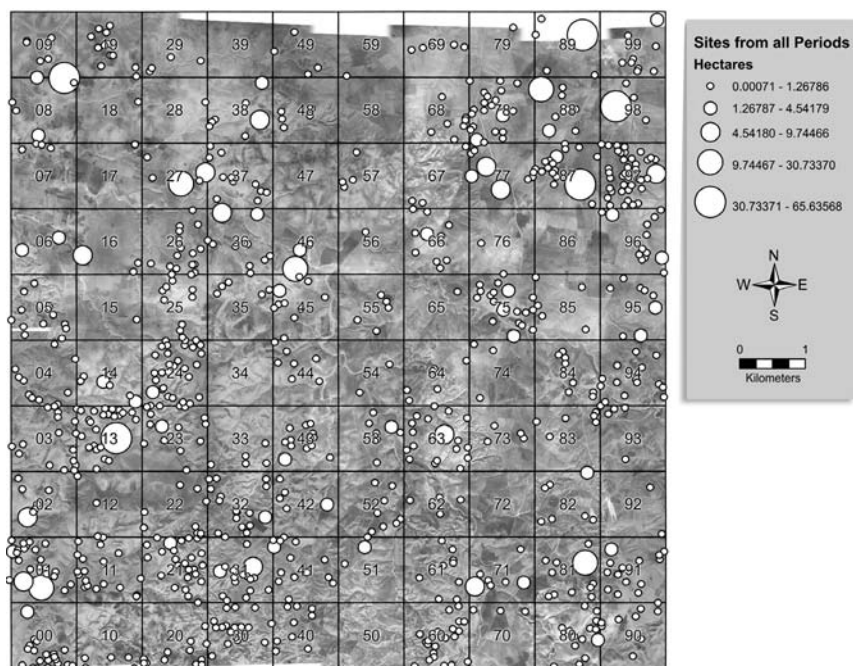 09 19 29 39 49 59 69 79 89 99
08 18 28 38 48 58 68 78 88 98
07 17 27 37 47 57 67 77 87 97
06 16 26 36 46 56 66 76 86 96
05 15 25 35 45 55 65 75 85 95
04 14 24 34 44 54 64 74 84 94
03 13 23 33 43 53 63 73 83 93
02 12 22 32 42 52 62 72 82 92
01 11 21 31 41 51 61 71 81 91
00 10 20 30 40 50 60 70 80 90
Sites from all Periods
Hectares
0.00071 - 1.26786
1.26787 - 4.54179
4.54180 - 9.74466
9.74467 - 30.73370
30.73371 - 65.63568
N
W E
S
0 1
Kilometers